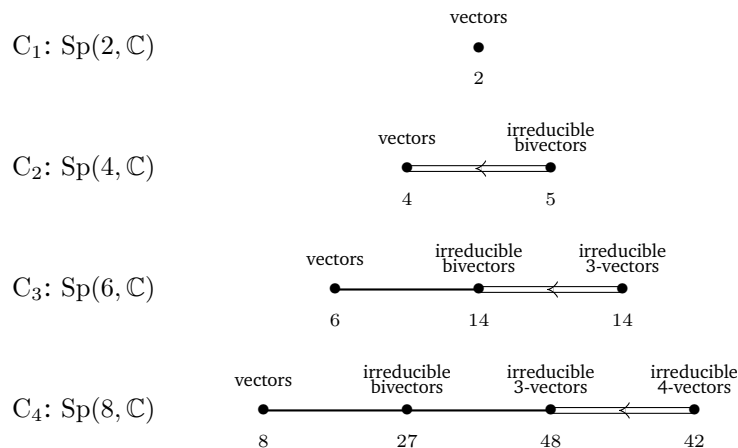 vectors
C₁: Sp(2, ℂ)
2
vectors irreducible bivectors
C₂: Sp(4, ℂ)
4 5
vectors irreducible bivectors irreducible 3-vectors
C₃: Sp(6, ℂ)
6 14 14
vectors irreducible bivectors irreducible 3-vectors irreducible 4-vectors
C₄: Sp(8, ℂ)
8 27 48 42